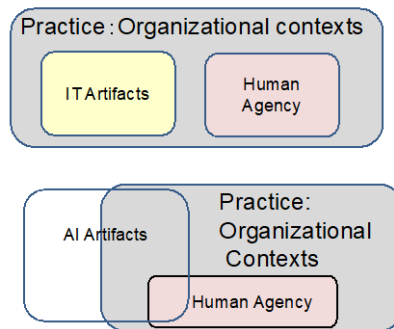 Practice : Organizational contexts
IT Artifacts
Human
Agency
AI Artifacts
Practice:
Organizational
Contexts
Human Agency